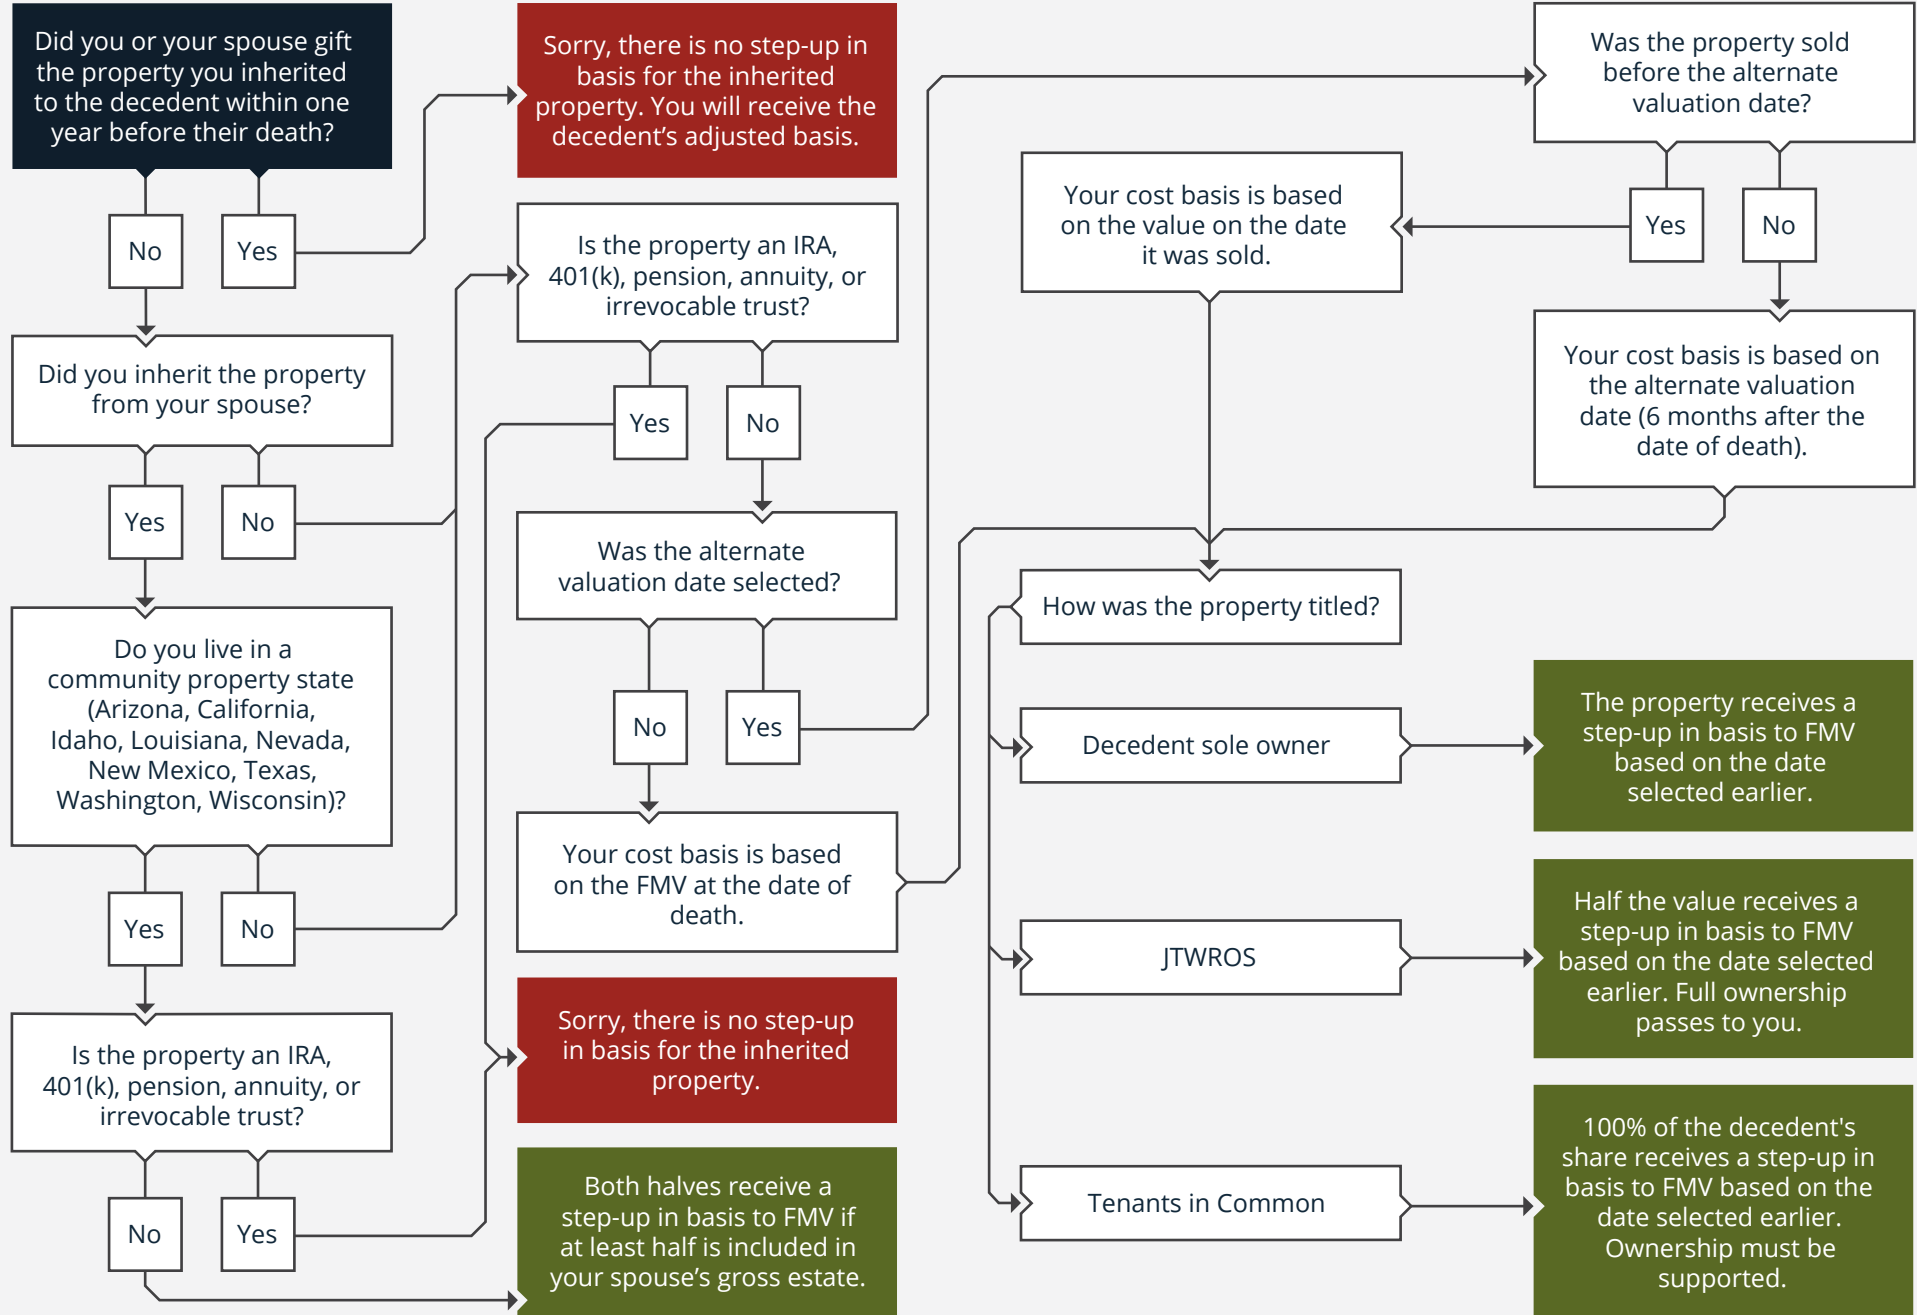 Did you or your spouse gift
the property you inherited
to the decedent within one
year before their death?
No
Yes
Did you inherit the property
from your spouse?
Yes
No
Do you live in a
community property state
(Arizona, California,
Idaho, Louisiana, Nevada,
New Mexico, Texas,
Washington, Wisconsin)?
Yes
No
Is the property an IRA,
401(k), pension, annuity, or
irrevocable trust?
No
Yes
Sorry, there is no step-up in
basis for the inherited
property. You will receive the
decedent’s adjusted basis.
Is the property an IRA,
401(k), pension, annuity, or
irrevocable trust?
Yes
No
Was the alternate
valuation date selected?
No
Yes
Your cost basis is based
on the FMV at the date of
death.
Sorry, there is no step-up
in basis for the inherited
property.
Both halves receive a
step-up in basis to FMV if
at least half is included in
your spouse’s gross estate.
Was the property sold
before the alternate
valuation date?
Yes
No
Your cost basis is based
on the value on the date
it was sold.
Your cost basis is based on
the alternate valuation
date (6 months after the
date of death).
How was the property titled?
Decedent sole owner
The property receives a
step-up in basis to FMV
based on the date
selected earlier.
JTWROS
Half the value receives a
step-up in basis to FMV
based on the date selected
earlier. Full ownership
passes to you.
Tenants in Common
100% of the decedent's
share receives a step-up in
basis to FMV based on the
date selected earlier.
Ownership must be
supported.